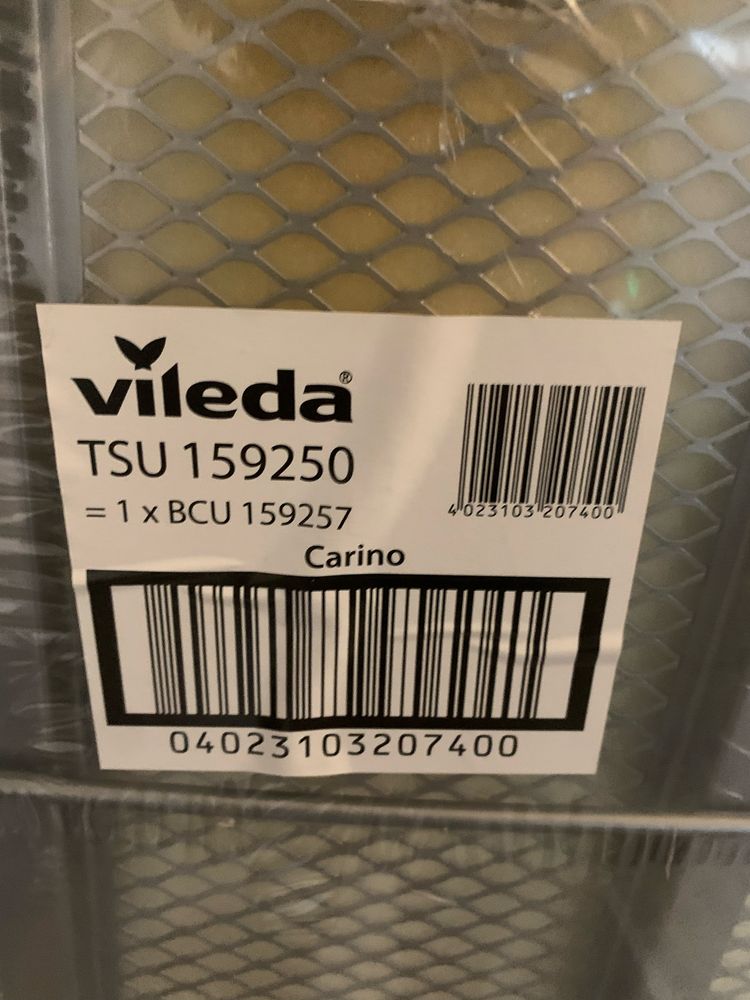 vileda®
TSU 159250
= 1 x BCU 159257
4 023103 207400
Carino
04023103207400